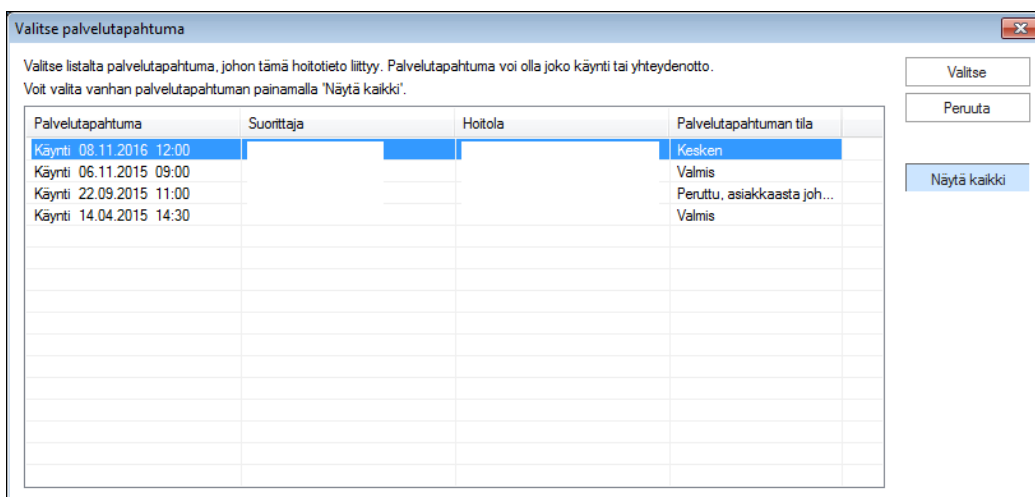 Valitse palvelutapahtuma
Valitse listalta palvelutapahtuma, johon tämä hoitotieto liittyy. Palvelutapahtuma voi olla joko käynti tai yhteydenotto.
Voit valita vanhan palvelutapahtuman painamalla 'Näytä kaikki'.
Valitse
Peruuta
Näytä kaikki
Palvelutapahtuma Suorittaja Hoitola Palvelutapahtuman tila
Käynti 08.11.2016 12:00 Kesken
Käynti 06.11.2015 09:00 Valmis
Käynti 22.09.2015 11:00 Peruttu, asiakkaasta joh...
Käynti 14.04.2015 14:30 Valmis